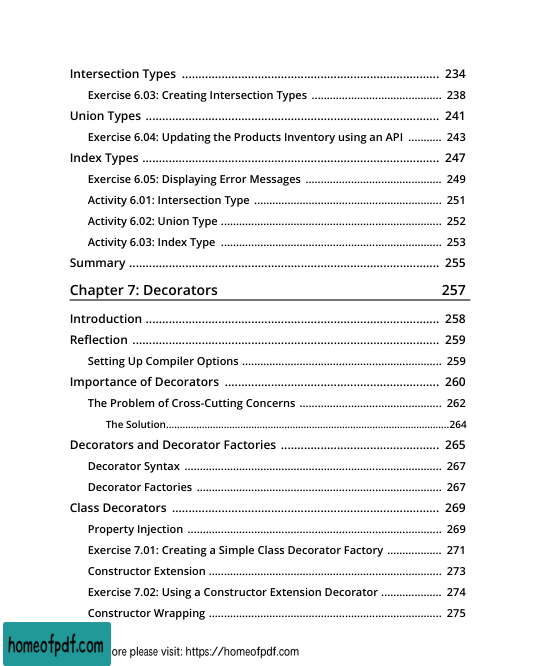 Intersection Types ........................................................................... 234
Exercise 6.03: Creating Intersection Types ....................................... 238
Union Types ..................................................................................... 241
Exercise 6.04: Updating the Products Inventory using an API .......... 243
Index Types ...................................................................................... 247
Exercise 6.05: Displaying Error Messages ......................................... 249
Activity 6.01: Intersection Type ........................................................ 251
Activity 6.02: Union Type .................................................................. 252
Activity 6.03: Index Type .................................................................. 253
Summary .......................................................................................... 255
Chapter 7: Decorators 257
Introduction ..................................................................................... 258
Reflection ......................................................................................... 259
Setting Up Compiler Options ............................................................ 259
Importance of Decorators ................................................................ 260
The Problem of Cross-Cutting Concerns ........................................... 262
The Solution.....................................................................................264
Decorators and Decorator Factories ................................................ 265
Decorator Syntax ............................................................................. 267
Decorator Factories ......................................................................... 267
Class Decorators .............................................................................. 269
Property Injection ............................................................................ 269
Exercise 7.01: Creating a Simple Class Decorator Factory ................ 271
Constructor Extension ...................................................................... 273
Exercise 7.02: Using a Constructor Extension Decorator .................. 274
Constructor Wrapping ...................................................................... 275
homeofpdf.com
ore please visit: https://homeofpdf.com